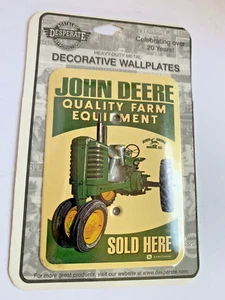 DESPERATE
Celebrating over
20 Years!
HEAVY-DUTY METAL
DECORATIVE WALLPLATES
JOHN DEERE
QUALITY FARM
EQUIPMENT
SOLD HERE
For more great products, visit our website at www.desperate.com